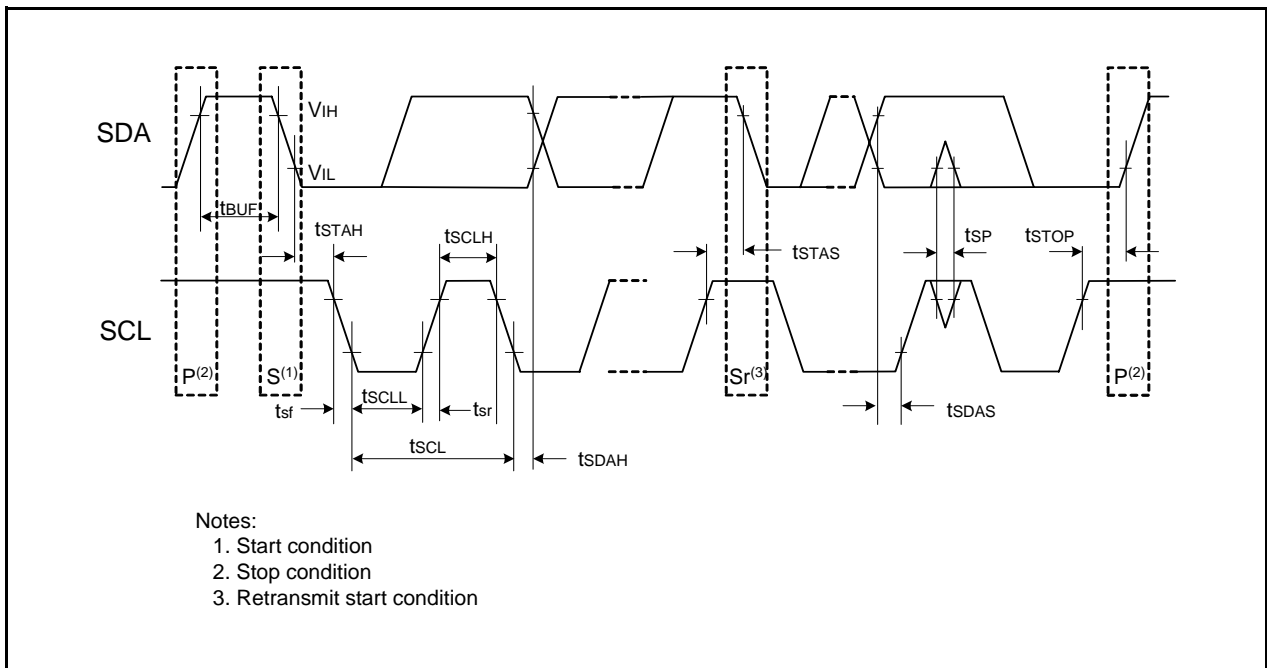 SDA
VIH
VIL
tBUF
tSTAH
tSCLH
tSTAS
tSP
tSTOP
SCL
P(2)
S(1)
Sr(3)
P(2)
tsf
tSCLL
tsr
tSDAS
tSCL
tSDAH
Notes:
1. Start condition
2. Stop condition
3. Retransmit start condition